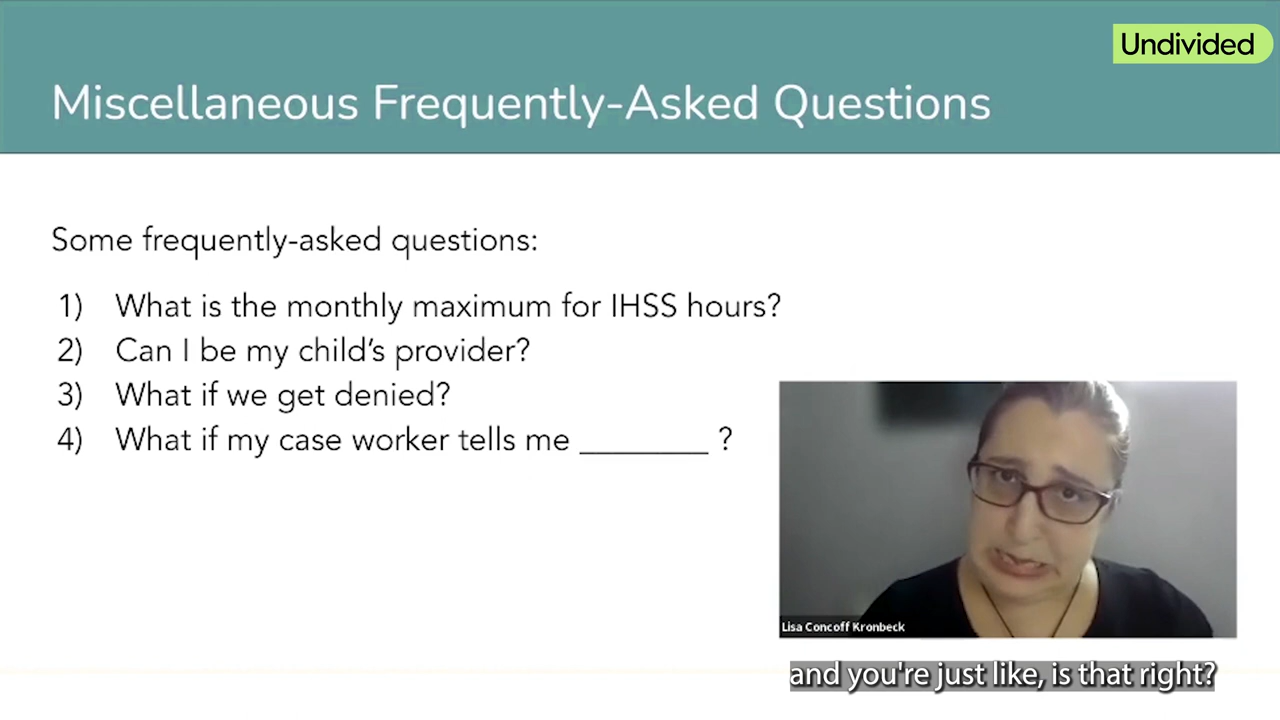 Undivided
Miscellaneous Frequently-Asked Questions
Some frequently-asked questions:
1) What is the monthly maximum for IHSS hours?
2) Can I be my child's provider?
3) What if we get denied?
4) What if my case worker tells me ________ ?
Lisa Concoff Kronbeck
and you're just like, is that right?